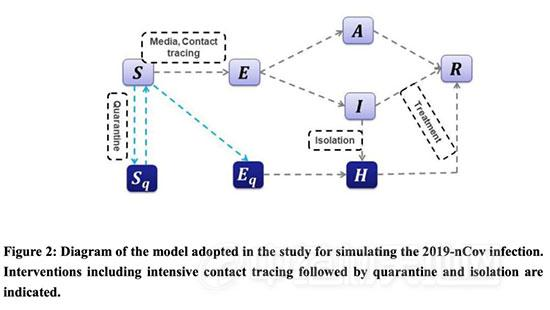 Media, Contact
tracing
A
S
E
R
Quarantine
I
Treatment
Isolation
Sq
Eq
H
Figure 2: Diagram of the model adopted in the study for simulating the 2019-nCov infection.
Interventions including intensive contact tracing followed by quarantine and isolation are
indicated.